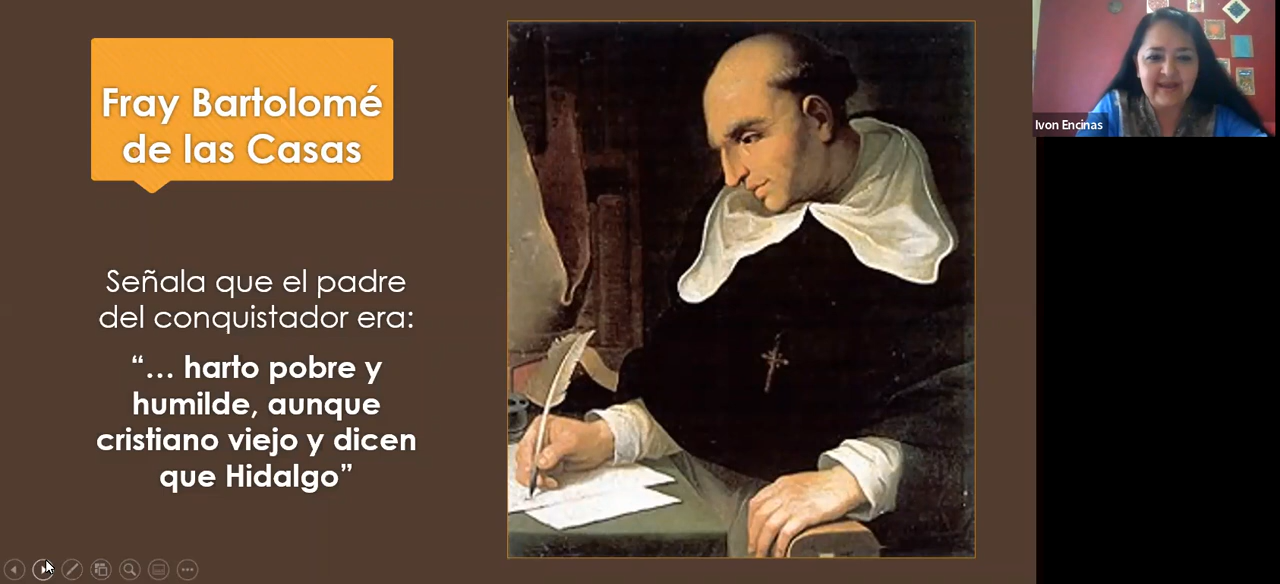 Fray Bartolomé
de las Casas
Señala que el padre
del conquistador era:
“... harto pobre y
humilde, aunque
cristiano viejo y dicen
que Hidalgo”
Ivon Encinas